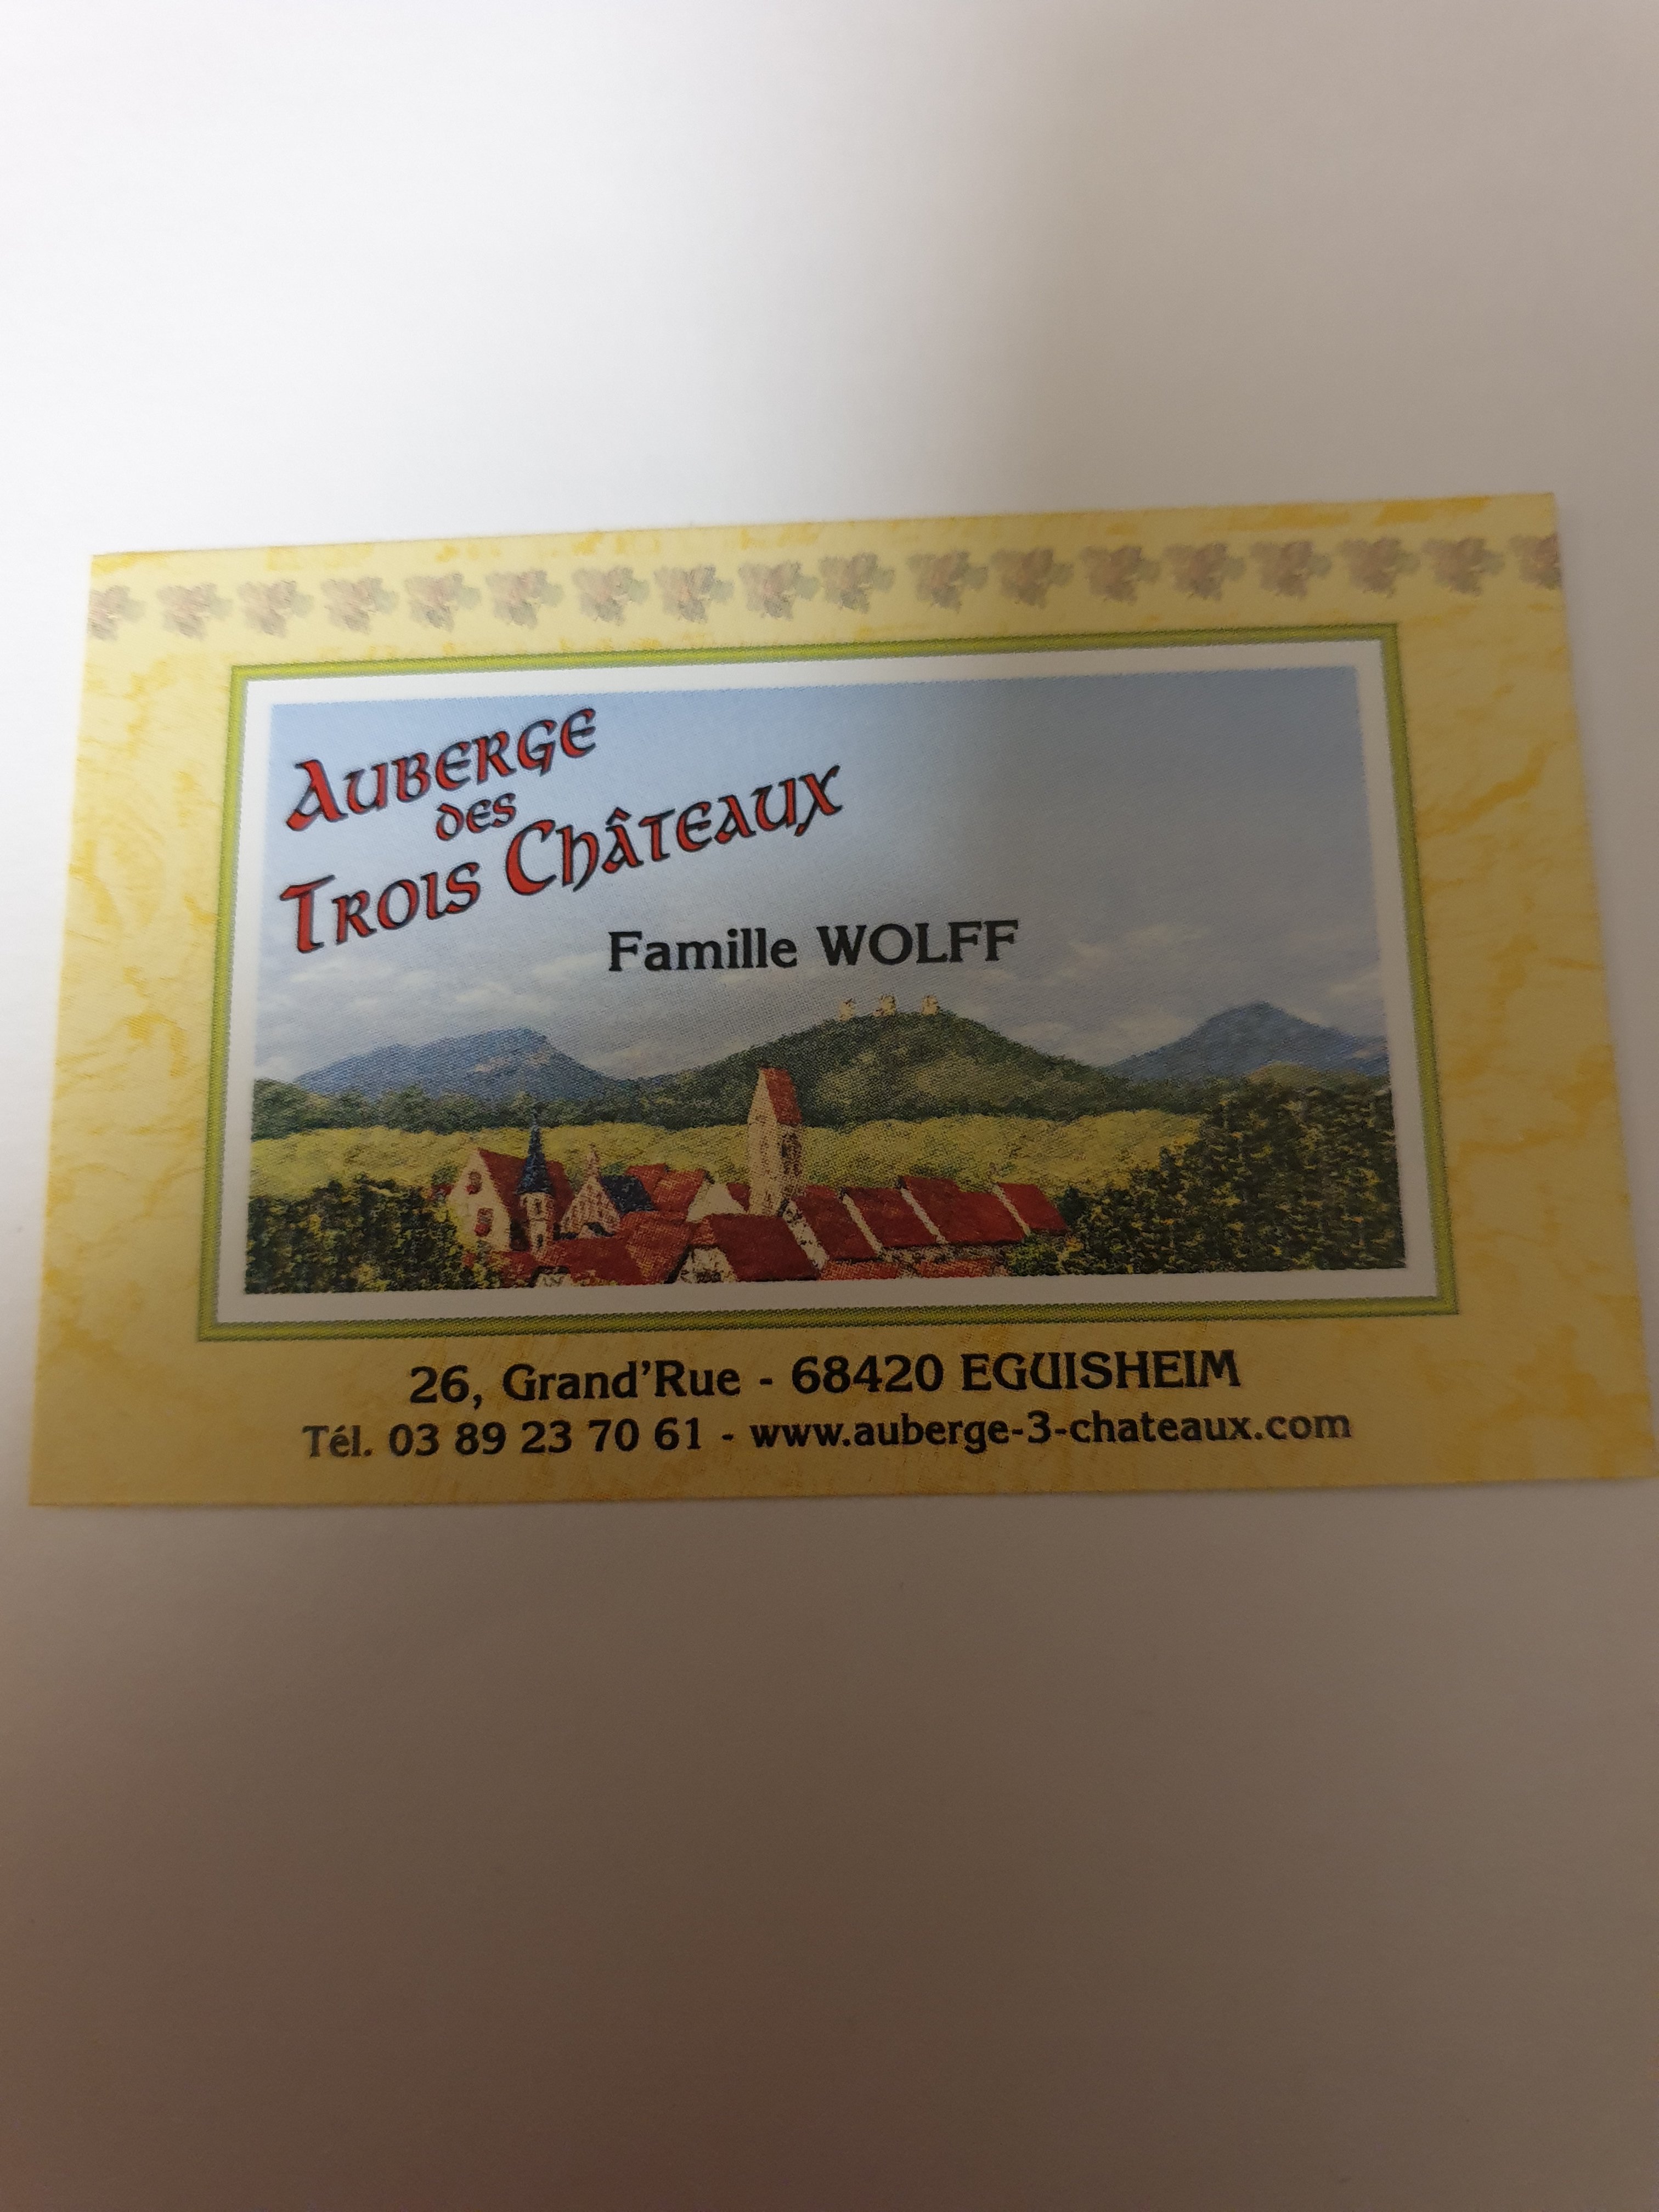 AUBERGE
DES
TROIS CHÂTEAUX
Famille WOLFF
26, Grand'Rue - 68420 EGUISHEIM
Tél. 03 89 23 70 61 - www.auberge-3-chateaux.com